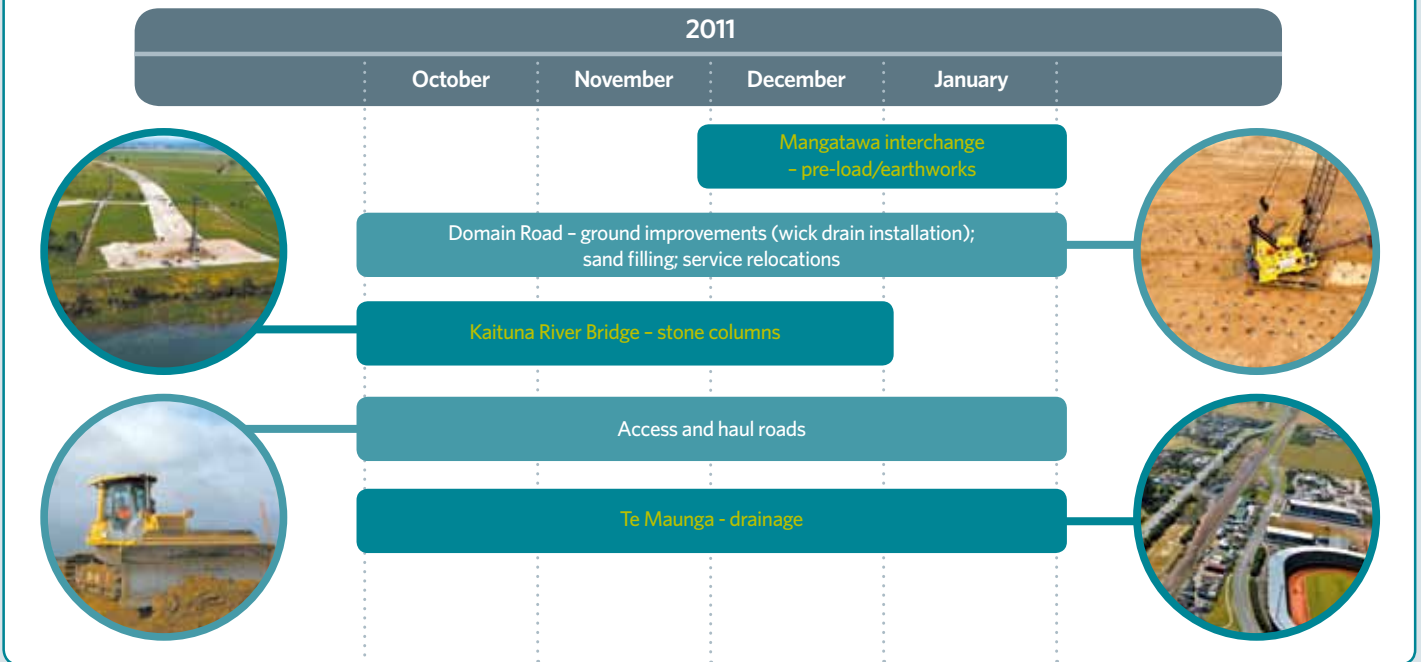 2011
October November December January
Mangatawa interchange
– pre-load/earthworks
Domain Road – ground improvements (wick drain installation);
sand filling; service relocations
Kaituna River Bridge – stone columns
Access and haul roads
Te Maunga - drainage